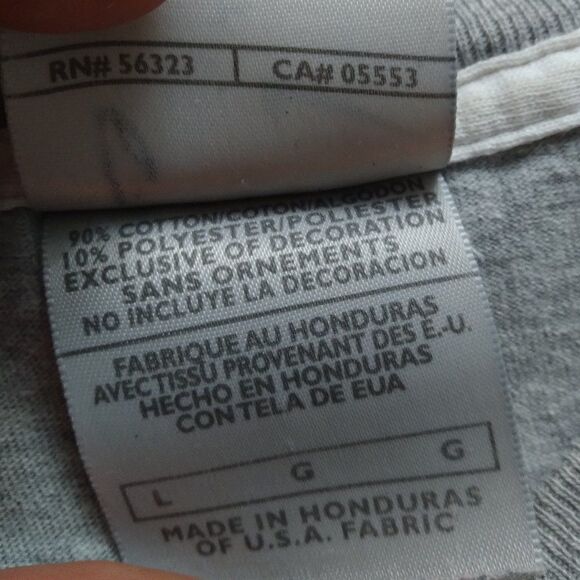 RN# 56323 CA# 05553
90% COTTON/COTON/ALGODON
10% POLYESTER/POLIESTER
EXCLUSIVE OF DECORATION
SANS ORNEMENTS
NO INCLUYE LA DECORACION
FABRIQUE AU HONDURAS
AVEC TISSU PROVENANT DES É.-U.
HECHO EN HONDURAS
CON TELA DE EUA
L G G
MADE IN HONDURAS
OF U.S.A. FABRIC